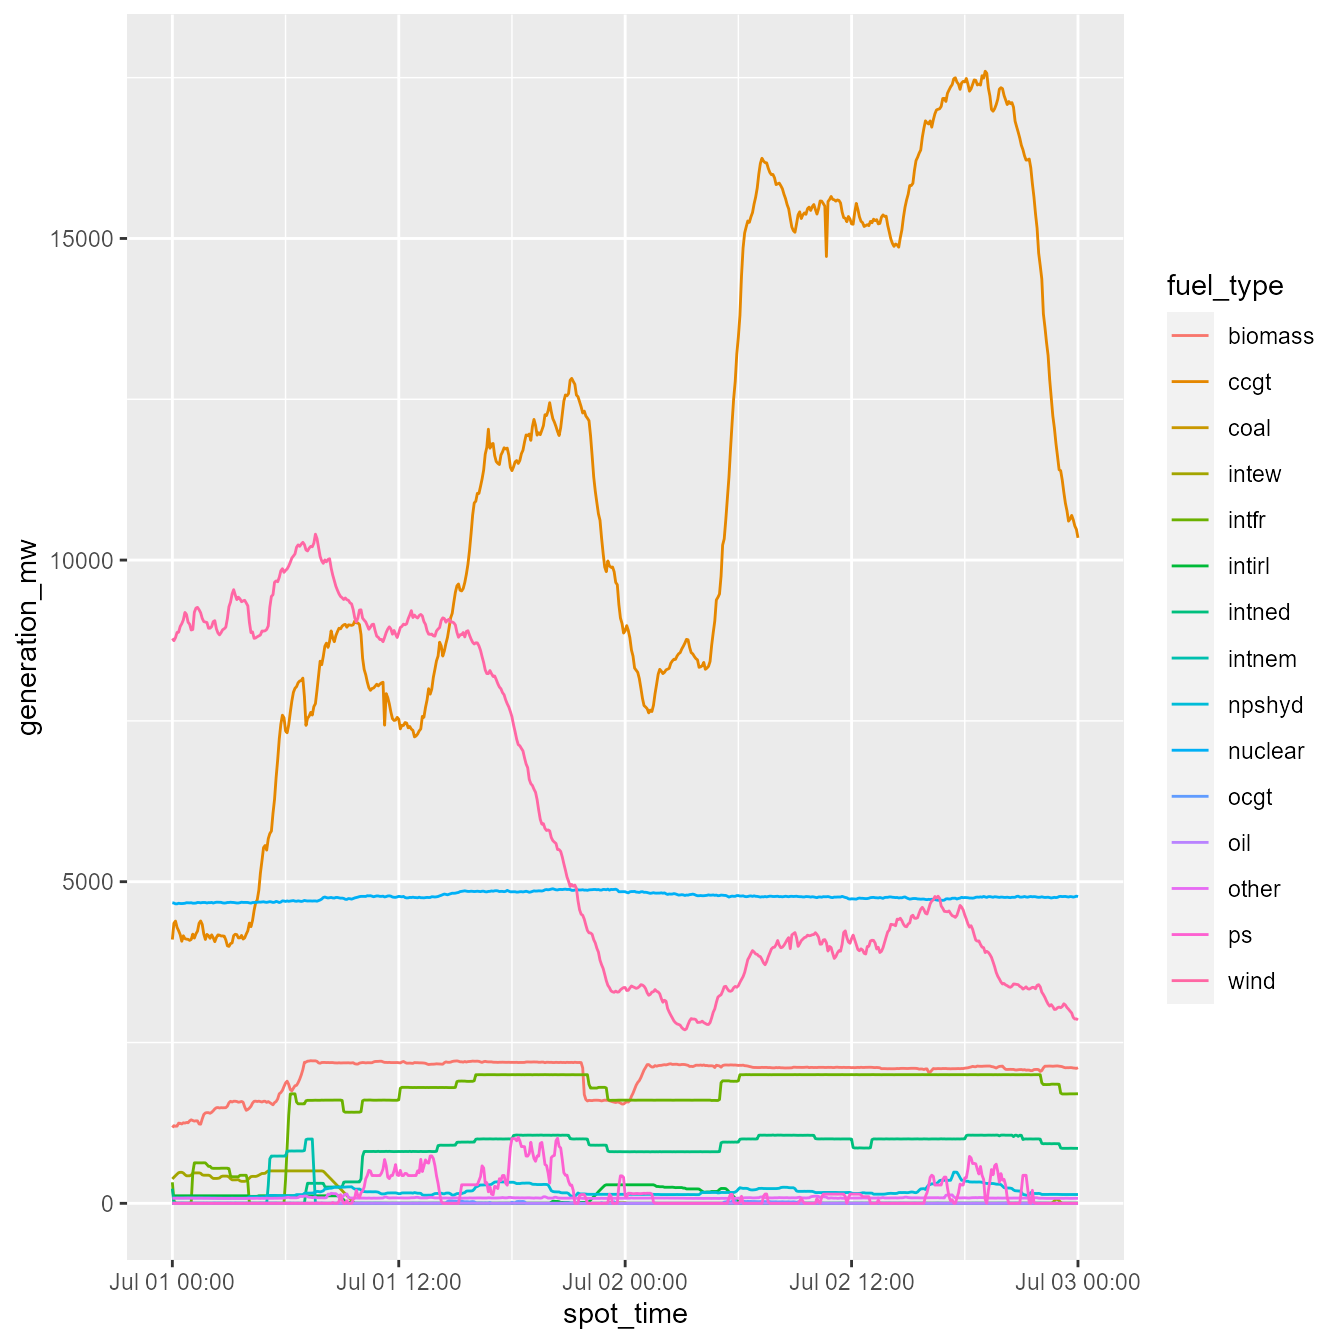 generation_mw
15000
10000
5000
0
Jul 01 00:00
Jul 01 12:00
Jul 02 00:00
Jul 02 12:00
Jul 03 00:00
spot_time
fuel_type
biomass
ccgt
coal
intew
intfr
intirl
intned
intnem
npshyd
nuclear
ocgt
oil
other
ps
wind